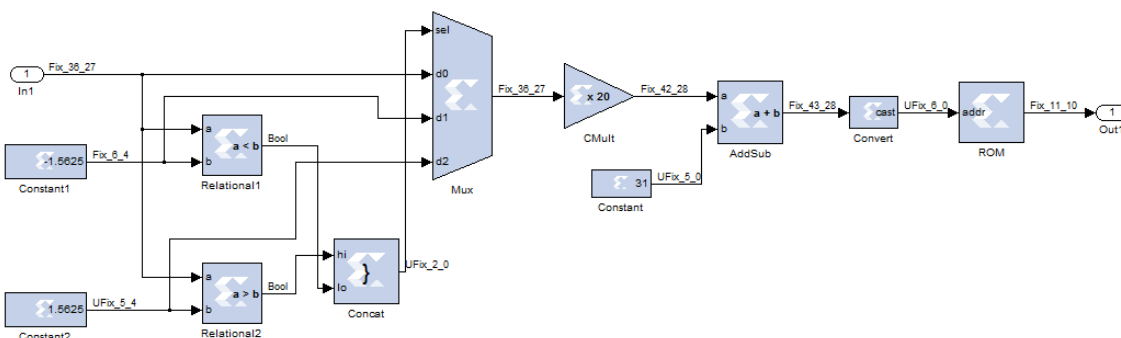 sel
1
Fix_36_27
In1
d0
Fix_36_27
x 20
Fix_42_28
a
Fix_43_28
cast
UFix_6_0
addr
Fix_11_10
1
Out1
d1
b
a + b
Convert
ROM
CMult
AddSub
a
Bool
a < b
-1.5625
Fix_6_4
b
d2
Constant1
Relational1
Mux
31
UFix_5_0
Constant
hi
UFix_2_0
}
a
Bool
lo
a > b
1.5625
UFix_5_4
b
Concat
Constant2
Relational2